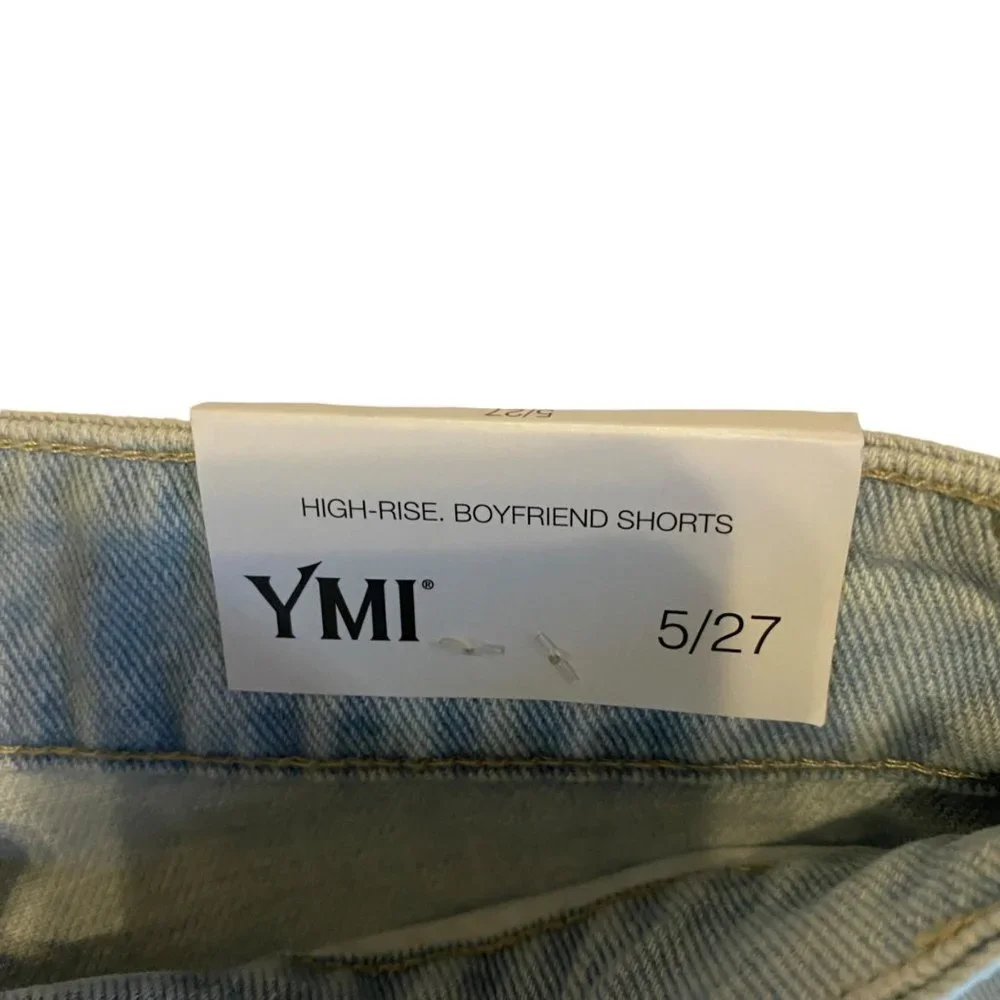 5/27
HIGH-RISE. BOYFRIEND SHORTS
YMI®
5/27